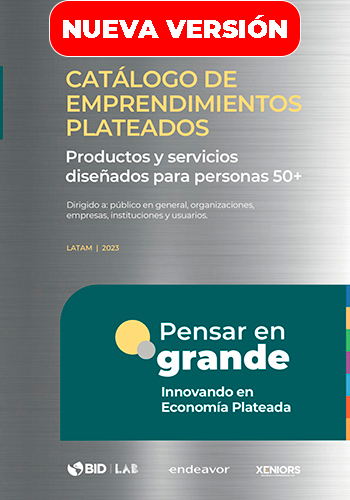 NUEVA VERSIÓN
CATÁLOGO DE
EMPRENDIMIENTOS
PLATEADOS
Productos y servicios
diseñados para personas 50+
Dirigido a: público en general, organizaciones,
empresas, instituciones y usuarios.
LATAM | 2023
Pensar en
grande
Innovando en
Economía Plateada
BID | LAB
endeavor
XENIORS